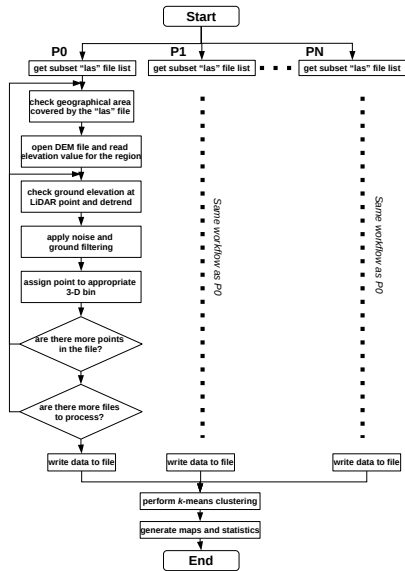 Start
P0
P1
PN
get subset “las” file list
get subset “las” file list
get subset “las” file list
check geographical area
covered by the “las” file
open DEM file and read
elevation value for the region
check ground elevation at
LiDAR point and detrend
apply noise and
ground filtering
assign point to appropriate
3-D bin
are there more points
in the file?
are there more files
to process?
Same workflow as P0
Same workflow as P0
write data to file
write data to file
write data to file
perform k-means clustering
generate maps and statistics
End